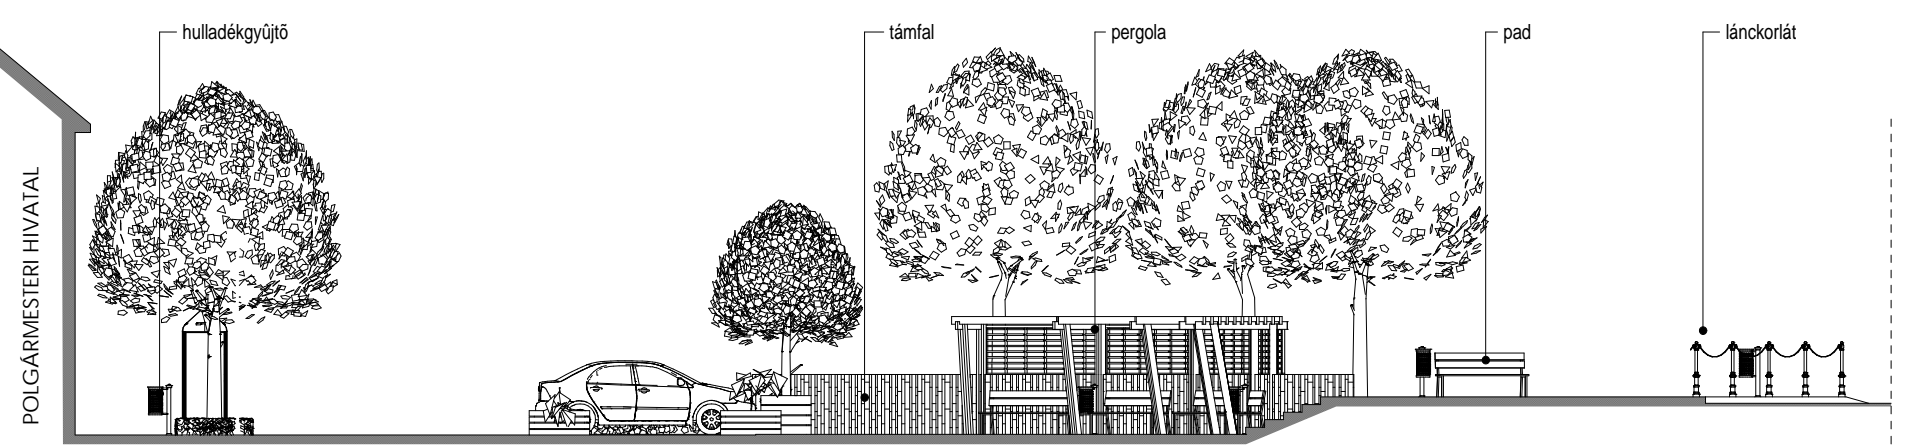 hulladékgyûjtõ
támfal
pergola
pad
lánckorlát
POLGÁRMESTERI HIVATAL